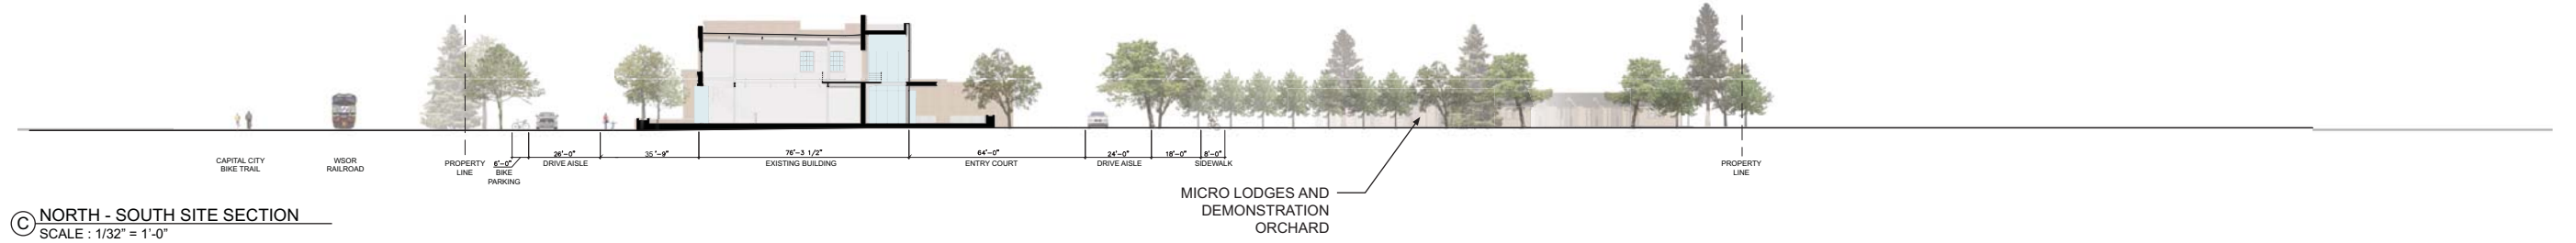 6'-0"
26'-0"
35'-9"
76'-3 1/2"
64'-0"
24'-0"
18'-0"
8'-0"
CAPITAL CITY
BIKE TRAIL
WSOR
RAILROAD
PROPERTY
LINE
BIKE
PARKING
DRIVE AISLE
EXISTING BUILDING
ENTRY COURT
DRIVE AISLE
SIDEWALK
PROPERTY
LINE
MICRO LODGES AND
DEMONSTRATION
ORCHARD
C
NORTH - SOUTH SITE SECTION
SCALE : 1/32" = 1'-0"